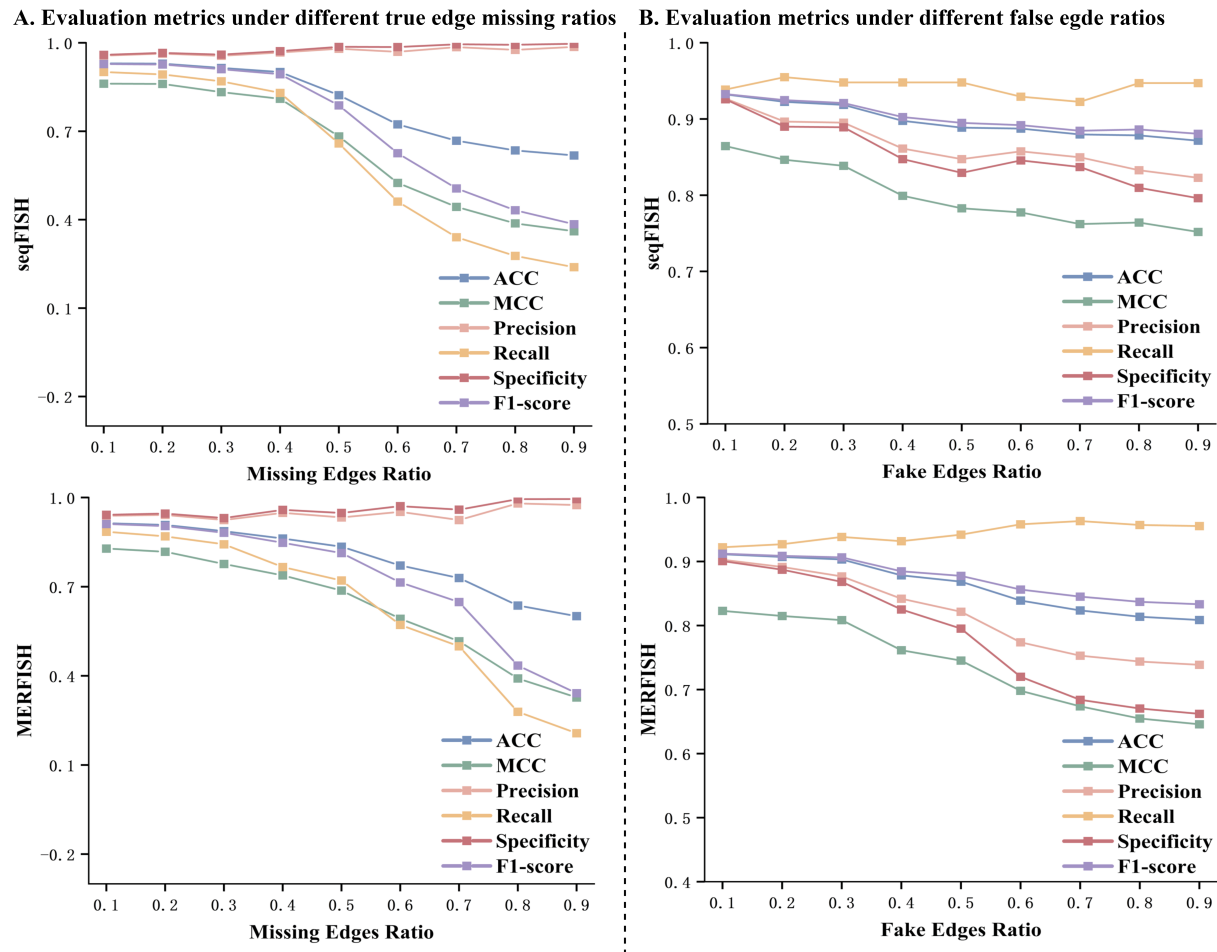 A. Evaluation metrics under different true edge missing ratios
1.0
0.7
0.4
0.1
-0.2
seqFISH
ACC
MCC
Precision
Recall
Specificity
F1-score
0.1 0.2 0.3 0.4 0.5 0.6 0.7 0.8 0.9
Missing Edges Ratio
1.0
0.7
0.4
0.1
-0.2
MERFISH
ACC
MCC
Precision
Recall
Specificity
F1-score
0.1 0.2 0.3 0.4 0.5 0.6 0.7 0.8 0.9
Missing Edges Ratio
B. Evaluation metrics under different false egde ratios
1.0
0.9
0.8
0.7
0.6
0.5
seqFISH
ACC
MCC
Precision
Recall
Specificity
F1-score
0.1 0.2 0.3 0.4 0.5 0.6 0.7 0.8 0.9
Fake Edges Ratio
1.0
0.9
0.8
0.7
0.6
0.5
0.4
MERFISH
ACC
MCC
Precision
Recall
Specificity
F1-score
0.1 0.2 0.3 0.4 0.5 0.6 0.7 0.8 0.9
Fake Edges Ratio